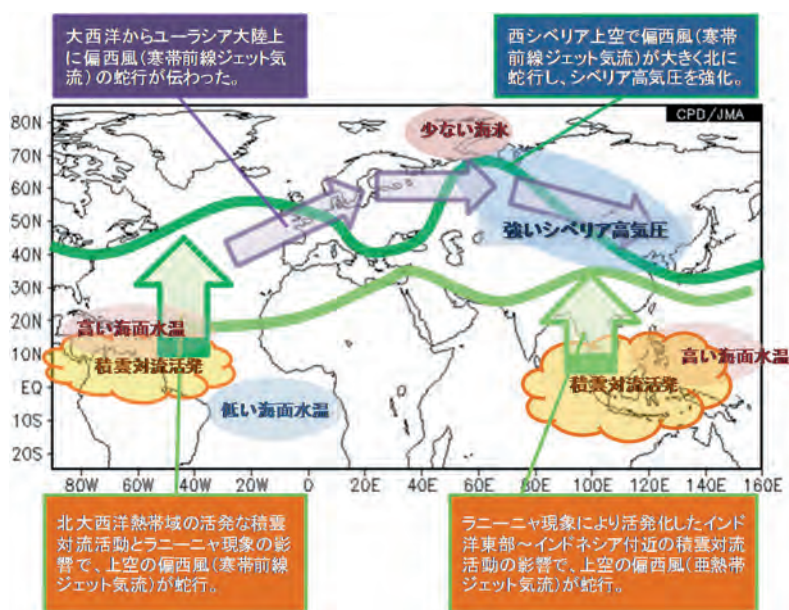 大西洋からユーラシア大陸上
に偏西風(寒帯前線ジェット気
流)の蛇行が伝わった。
西シベリア上空で偏西風(寒帯
前線ジェット気流)が大きく北に
蛇行し、シベリア高気圧を強化。
CPD/JMA
80N
70N
60N
50N
40N
30N
20N
10N
EQ
10S
20S
少ない海氷
強いシベリア高気圧
高い海面水温
積雲対流活発
低い海面水温
高い海面水温
積雲対流活発
80W
60W
40W
20W
0
20E
40E
60E
80E
100E
120E
140E
160E
北大西洋熱帯域の活発な積雲
対流活動とラニーニャ現象の影
響で、上空の偏西風(寒帯前線
ジェット気流)が蛇行。
ラニーニャ現象により活発化したインド
洋東部～インドネシア付近の積雲対流
活動の影響で、上空の偏西風(亜熱帯
ジェット気流)が蛇行。